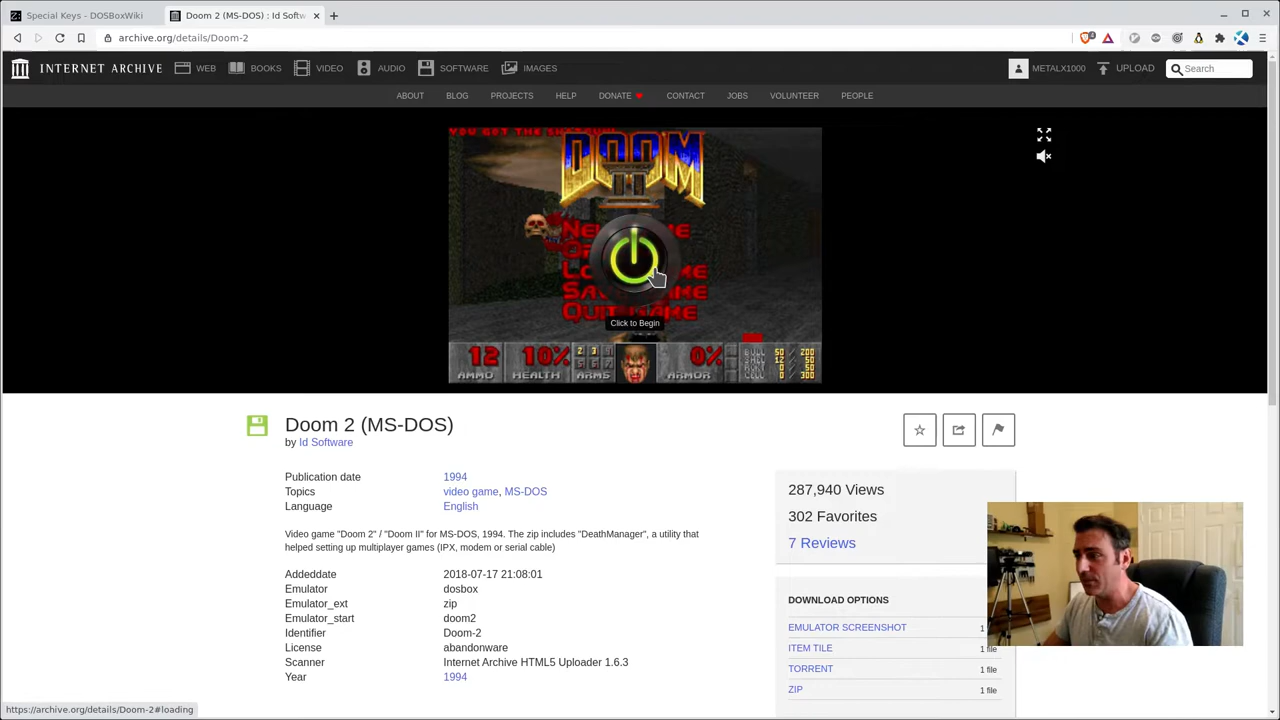 Special Keys - DOSBoxWiki
Doom 2 (MS-DOS) : Id Softw
archive.org/details/Doom-2
INTERNET ARCHIVE WEB BOOKS VIDEO AUDIO SOFTWARE IMAGES METALX1000 UPLOAD Search
ABOUT BLOG PROJECTS HELP DONATE CONTACT JOBS VOLUNTEER PEOPLE
DOOM
II
Click to Begin
12 10% 2 3 0%
AMMO HEALTH ARMS ARMOR
Doom 2 (MS-DOS)
by Id Software
Publication date 1994
Topics video game, MS-DOS
Language English
Video game "Doom 2" / "Doom II" for MS-DOS, 1994. The zip includes "DeathManager", a utility that
helped setting up multiplayer games (IPX, modem or serial cable)
Addeddate 2018-07-17 21:08:01
Emulator dosbox
Emulator_ext zip
Emulator_start doom2
Identifier Doom-2
License abandonware
Scanner Internet Archive HTML5 Uploader 1.6.3
Year 1994
287,940 Views
302 Favorites
7 Reviews
DOWNLOAD OPTIONS
EMULATOR SCREENSHOT 1
ITEM TILE 1 file
TORRENT 1 file
ZIP 1 file
https://archive.org/details/Doom-2#loading